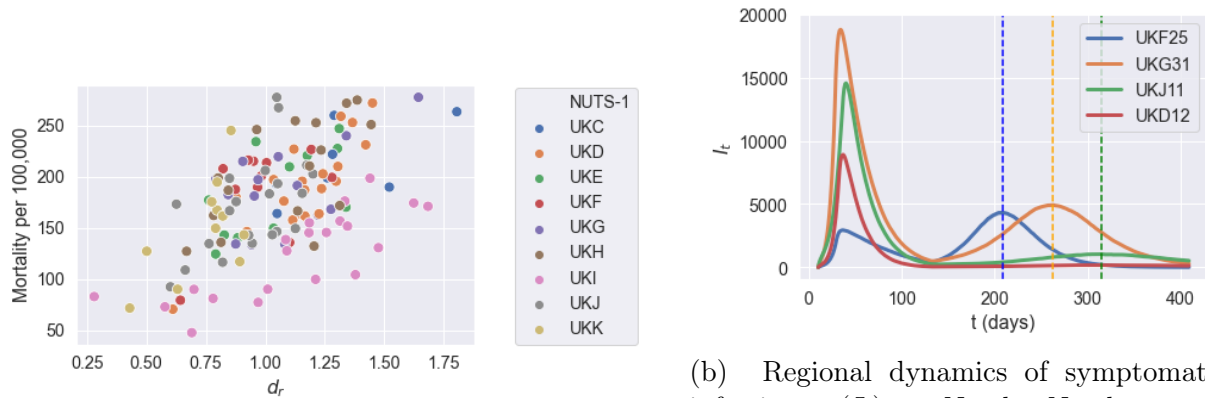 Mortality per 100,000
250
200
150
100
50
0.25 0.50 0.75 1.00 1.25 1.50 1.75
d_r
NUTS-1
UKC
UKD
UKE
UKF
UKG
UKH
UKI
UKJ
UKK
I_t
20000
15000
10000
5000
0
0 100 200 300 400
t (days)
UKF25
UKG31
UKJ11
UKD12
(b) Regional dynamics of symptomat